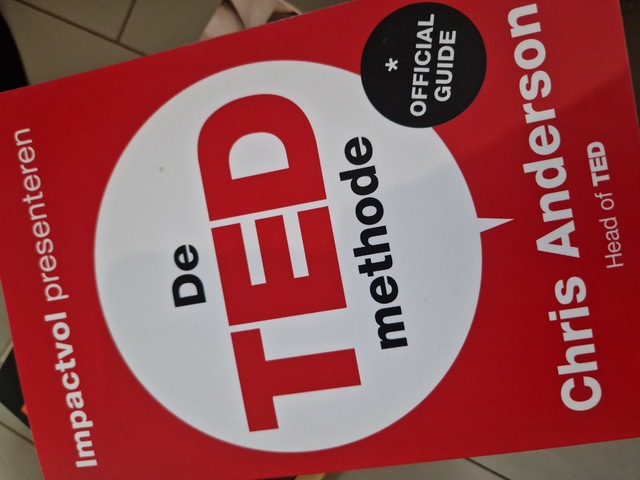 Impactvol presenteren
De
TED
methode
*
OFFICIAL
GUIDE
Chris Anderson
Head of TED